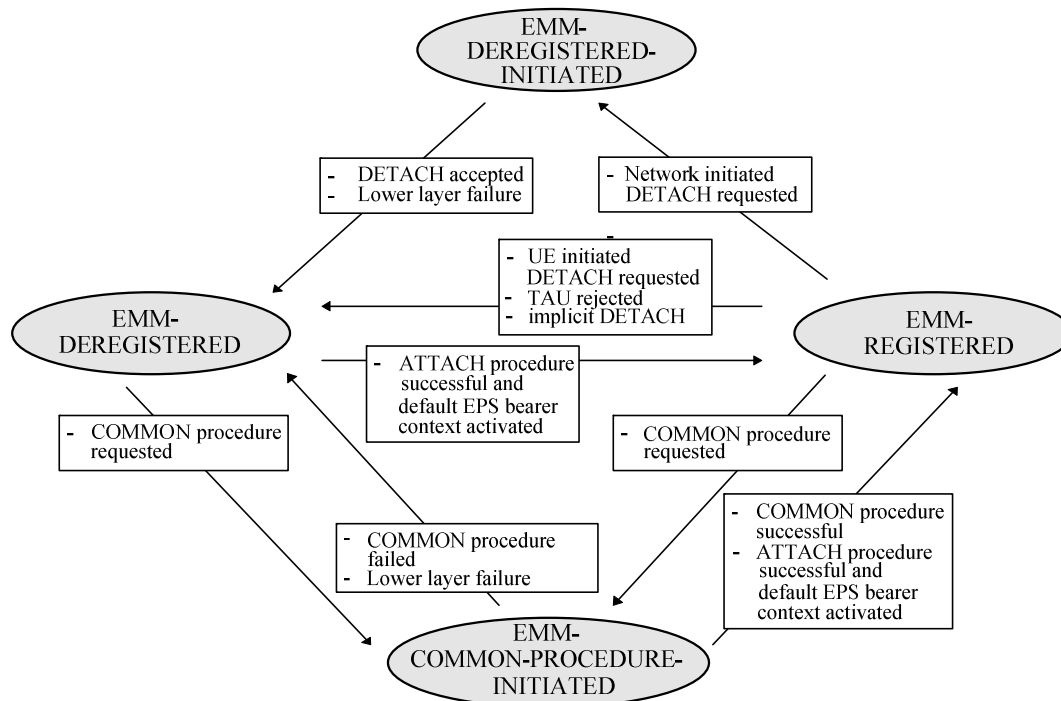 EMM-
DEREGISTERED-
INITIATED
- DETACH accepted
- Lower layer failure
- Network initiated
DETACH requested
-
- UE initiated
DETACH requested
- TAU rejected
- implicit DETACH
EMM-
DEREGISTERED
EMM-
REGISTERED
- ATTACH procedure
successful and
default EPS bearer
context activated
- COMMON procedure
requested
- COMMON procedure
requested
- COMMON procedure
failed
- Lower layer failure
- COMMON procedure
successful
- ATTACH procedure
successful and
default EPS bearer
context activated
EMM-
COMMON-PROCEDURE-
INITIATED